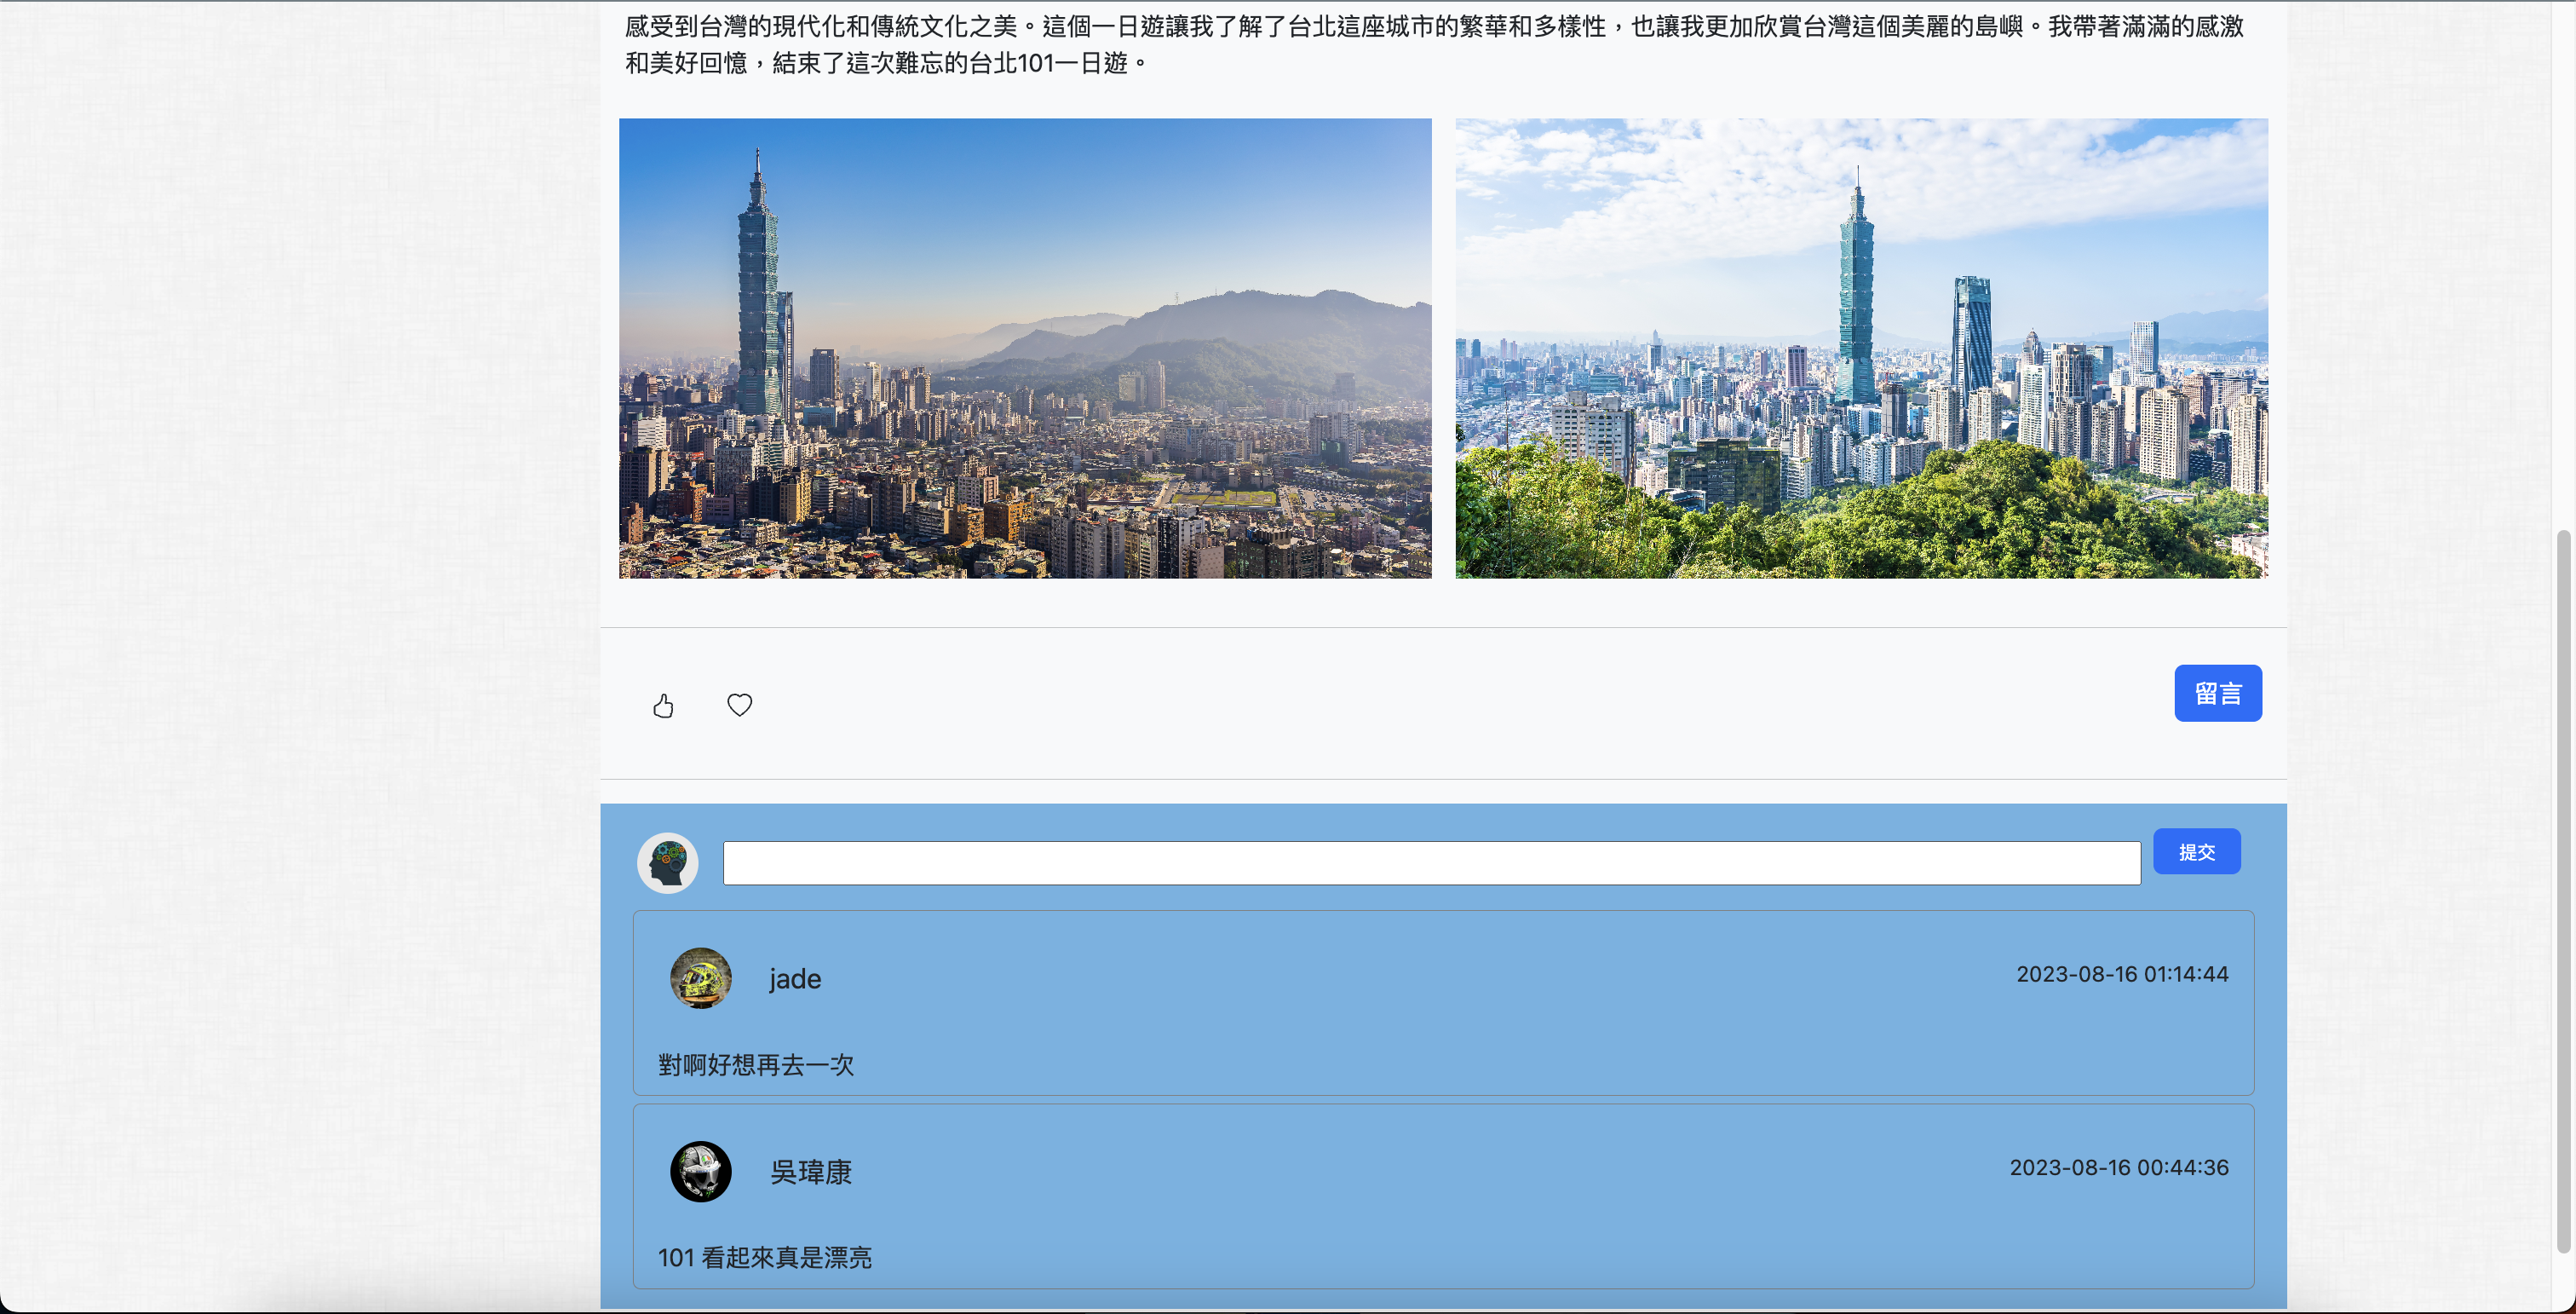 感受到台灣的現代化和傳統文化之美。這個一日遊讓我了解了台北這座城市的繁華和多樣性，也讓我更加欣賞台灣這個美麗的島嶼。我帶著滿滿的感激
和美好回憶，結束了這次難忘的台北101一日遊。
留言
提交
jade
2023-08-16 01:14:44
對啊好想再去一次
吳瑋康
2023-08-16 00:44:36
101 看起來真是漂亮